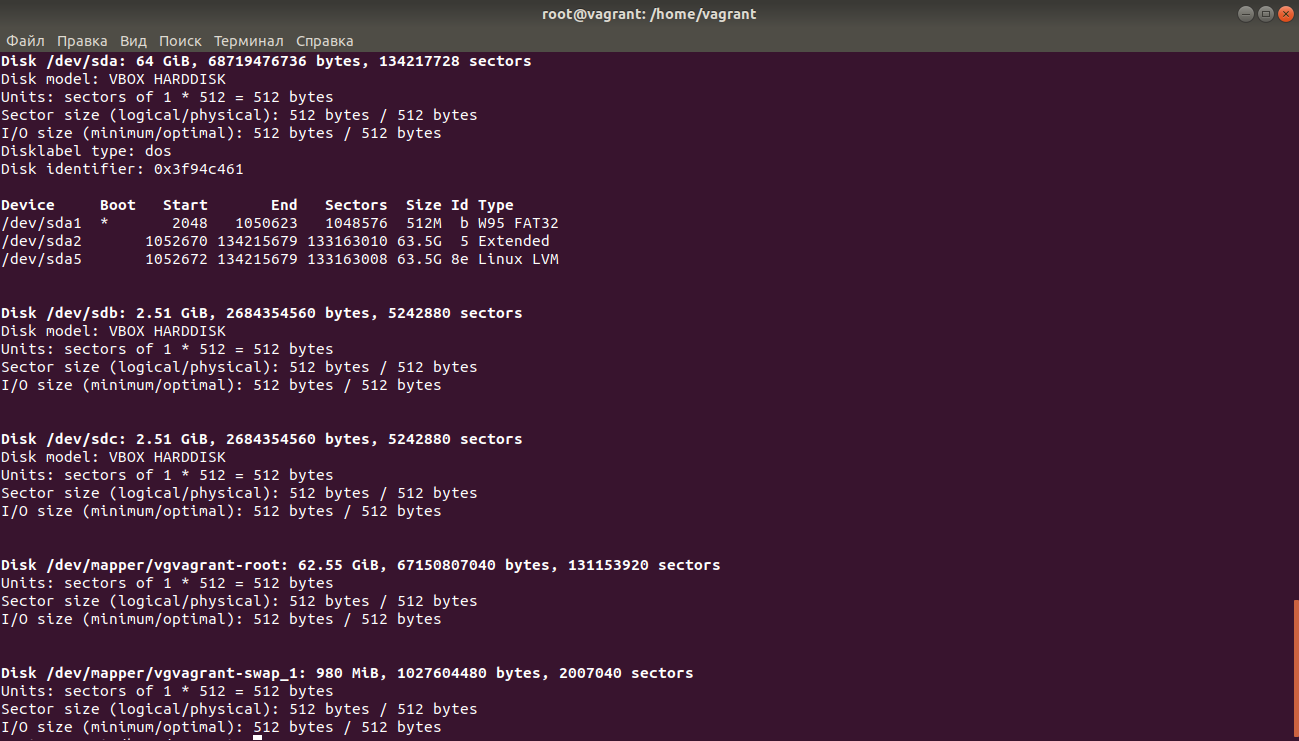 root@vagrant: /home/vagrant
Файл Правка Вид Поиск Терминал Справка
Disk /dev/sda: 64 GiB, 68719476736 bytes, 134217728 sectors
Disk model: VBOX HARDDISK
Units: sectors of 1 * 512 = 512 bytes
Sector size (logical/physical): 512 bytes / 512 bytes
I/O size (minimum/optimal): 512 bytes / 512 bytes
Disklabel type: dos
Disk identifier: 0x3f94c461
Device     Boot   Start       End   Sectors  Size Id Type
/dev/sda1  *       2048   1050623   1048576  512M  b W95 FAT32
/dev/sda2       1052670 134215679 133163010 63.5G  5 Extended
/dev/sda5       1052672 134215679 133163008 63.5G 8e Linux LVM
Disk /dev/sdb: 2.51 GiB, 2684354560 bytes, 5242880 sectors
Disk model: VBOX HARDDISK
Units: sectors of 1 * 512 = 512 bytes
Sector size (logical/physical): 512 bytes / 512 bytes
I/O size (minimum/optimal): 512 bytes / 512 bytes
Disk /dev/sdc: 2.51 GiB, 2684354560 bytes, 5242880 sectors
Disk model: VBOX HARDDISK
Units: sectors of 1 * 512 = 512 bytes
Sector size (logical/physical): 512 bytes / 512 bytes
I/O size (minimum/optimal): 512 bytes / 512 bytes
Disk /dev/mapper/vgvagrant-root: 62.55 GiB, 67150807040 bytes, 131153920 sectors
Units: sectors of 1 * 512 = 512 bytes
Sector size (logical/physical): 512 bytes / 512 bytes
I/O size (minimum/optimal): 512 bytes / 512 bytes
Disk /dev/mapper/vgvagrant-swap_1: 980 MiB, 1027604480 bytes, 2007040 sectors
Units: sectors of 1 * 512 = 512 bytes
Sector size (logical/physical): 512 bytes / 512 bytes
I/O size (minimum/optimal): 512 bytes / 512 bytes